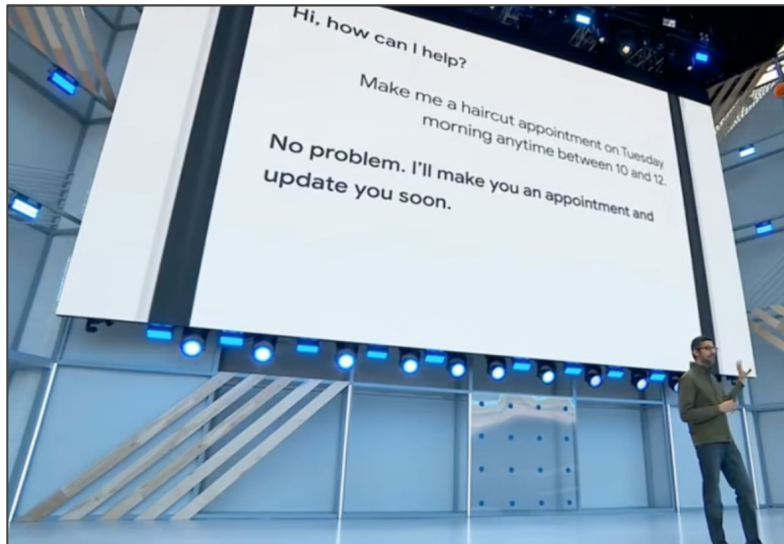 Hi, how can I help?
Make me a haircut appointment on Tuesday
morning anytime between 10 and 12.
No problem. I'll make you an appointment and
update you soon.